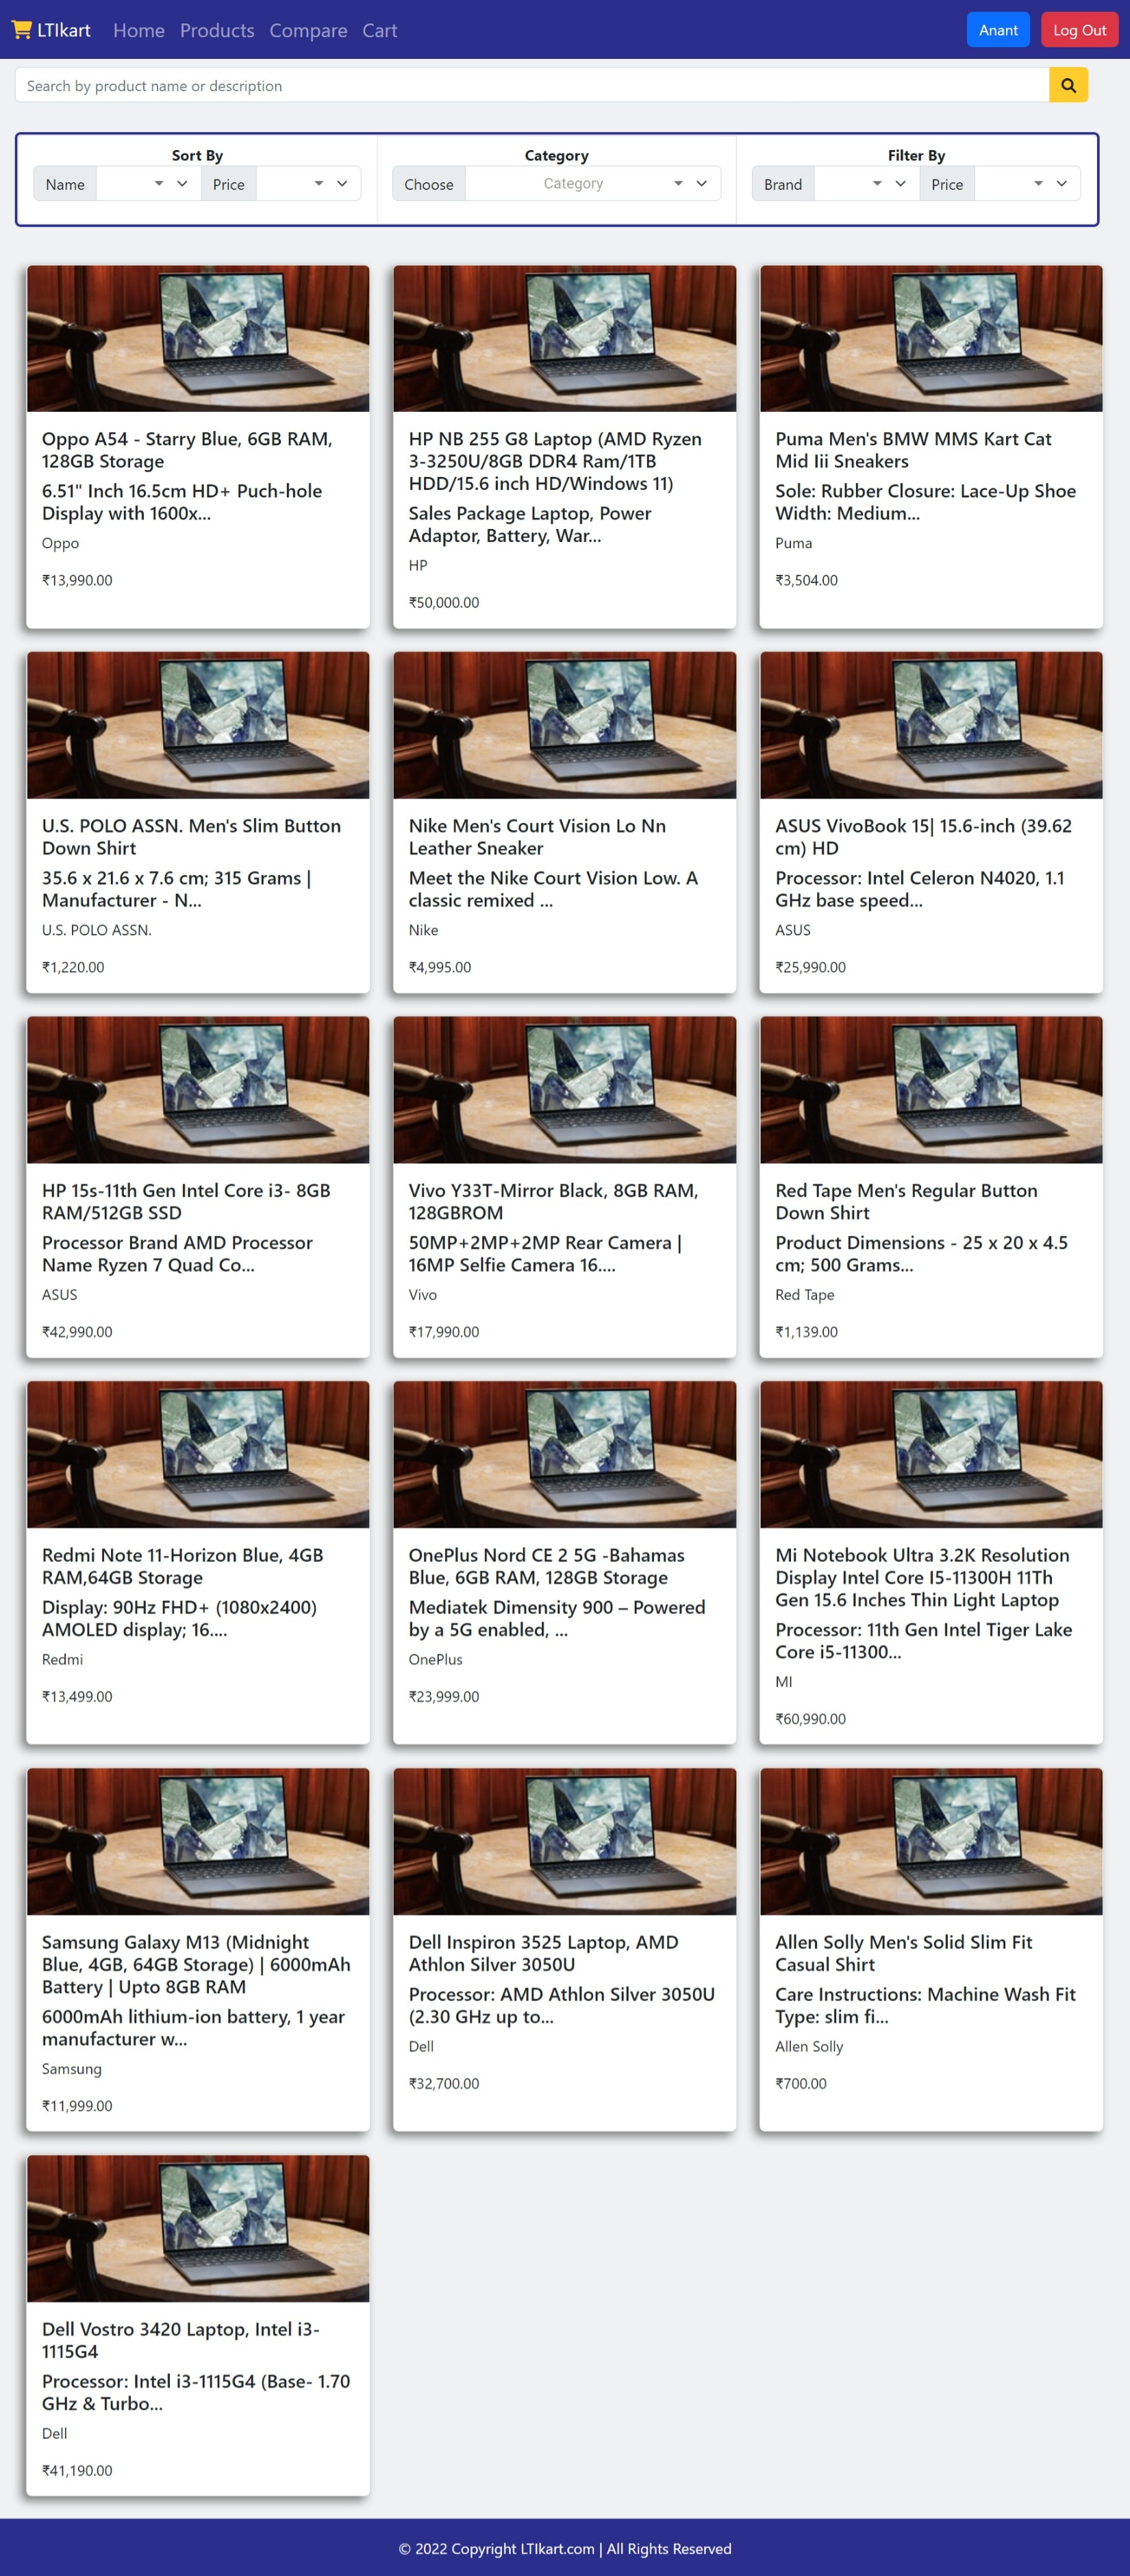 LTIkart Home Products Compare Cart Anant Log Out
Search by product name or description
Sort By Category Filter By
Name Price Choose Category Brand Price
Oppo A54 - Starry Blue, 6GB RAM,
128GB Storage
6.51" Inch 16.5cm HD+ Puch-hole
Display with 1600x...
Oppo
₹13,990.00
HP NB 255 G8 Laptop (AMD Ryzen
3-3250U/8GB DDR4 Ram/1TB
HDD/15.6 inch HD/Windows 11)
Sales Package Laptop, Power
Adaptor, Battery, War...
HP
₹50,000.00
Puma Men's BMW MMS Kart Cat
Mid Iii Sneakers
Sole: Rubber Closure: Lace-Up Shoe
Width: Medium...
Puma
₹3,504.00
U.S. POLO ASSN. Men's Slim Button
Down Shirt
35.6 x 21.6 x 7.6 cm; 315 Grams |
Manufacturer - N...
U.S. POLO ASSN.
₹1,220.00
Nike Men's Court Vision Lo Nn
Leather Sneaker
Meet the Nike Court Vision Low. A
classic remixed ...
Nike
₹4,995.00
ASUS VivoBook 15| 15.6-inch (39.62
cm) HD
Processor: Intel Celeron N4020, 1.1
GHz base speed...
ASUS
₹25,990.00
HP 15s-11th Gen Intel Core i3- 8GB
RAM/512GB SSD
Processor Brand AMD Processor
Name Ryzen 7 Quad Co...
ASUS
₹42,990.00
Vivo Y33T-Mirror Black, 8GB RAM,
128GBROM
50MP+2MP+2MP Rear Camera |
16MP Selfie Camera 16....
Vivo
₹17,990.00
Red Tape Men's Regular Button
Down Shirt
Product Dimensions - 25 x 20 x 4.5
cm; 500 Grams...
Red Tape
₹1,139.00
Redmi Note 11-Horizon Blue, 4GB
RAM,64GB Storage
Display: 90Hz FHD+ (1080x2400)
AMOLED display; 16....
Redmi
₹13,499.00
OnePlus Nord CE 2 5G -Bahamas
Blue, 6GB RAM, 128GB Storage
Mediatek Dimensity 900 – Powered
by a 5G enabled, ...
OnePlus
₹23,999.00
Mi Notebook Ultra 3.2K Resolution
Display Intel Core I5-11300H 11Th
Gen 15.6 Inches Thin Light Laptop
Processor: 11th Gen Intel Tiger Lake
Core i5-11300...
MI
₹60,990.00
Samsung Galaxy M13 (Midnight
Blue, 4GB, 64GB Storage) | 6000mAh
Battery | Upto 8GB RAM
6000mAh lithium-ion battery, 1 year
manufacturer w...
Samsung
₹11,999.00
Dell Inspiron 3525 Laptop, AMD
Athlon Silver 3050U
Processor: AMD Athlon Silver 3050U
(2.30 GHz up to...
Dell
₹32,700.00
Allen Solly Men's Solid Slim Fit
Casual Shirt
Care Instructions: Machine Wash Fit
Type: slim fi...
Allen Solly
₹700.00
Dell Vostro 3420 Laptop, Intel i3-
1115G4
Processor: Intel i3-1115G4 (Base- 1.70
GHz & Turbo...
Dell
₹41,190.00
© 2022 Copyright LTIkart.com | All Rights Reserved